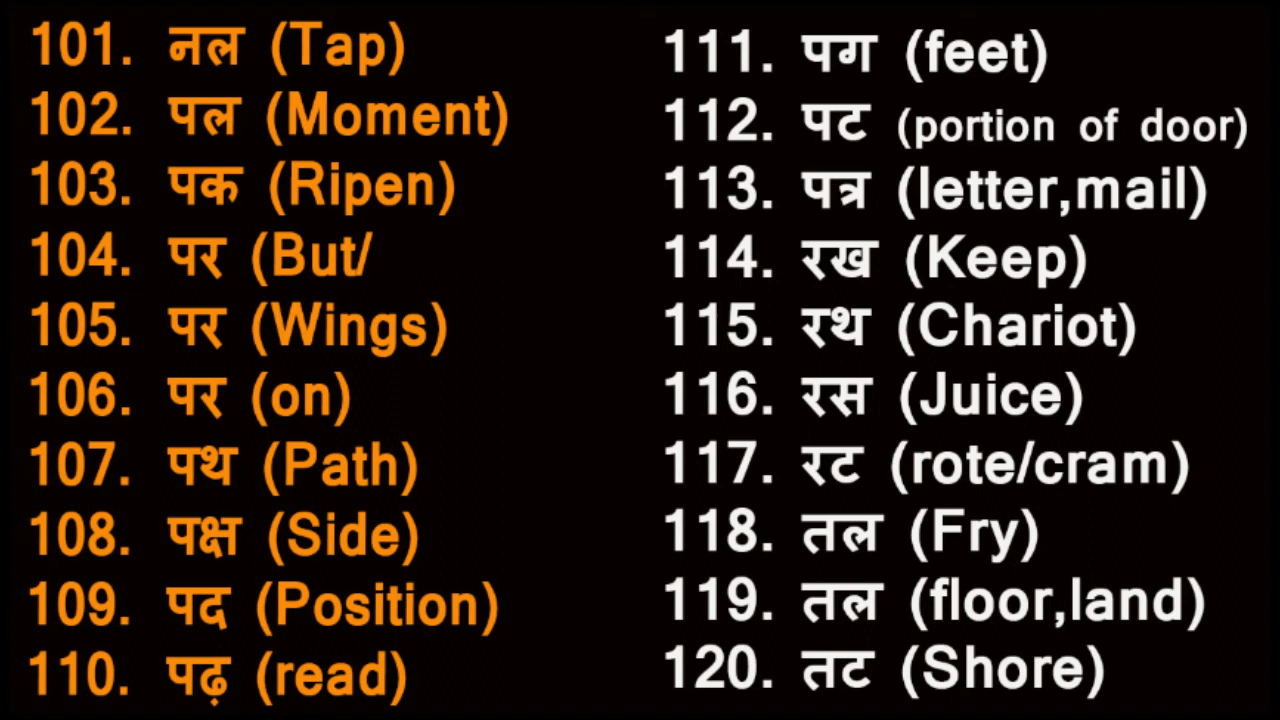 101. नल (Tap)
102. पल (Moment)
103. पक (Ripen)
104. पर (But/
105. पर (Wings)
106. पर (on)
107. पथ (Path)
108. पक्ष (Side)
109. पद (Position)
110. पढ़ (read)
111. पग (feet)
112. पट (portion of door)
113. पत्र (letter,mail)
114. रख (Keep)
115. रथ (Chariot)
116. रस (Juice)
117. रट (rote/cram)
118. तल (Fry)
119. तल (floor,land)
120. तट (Shore)